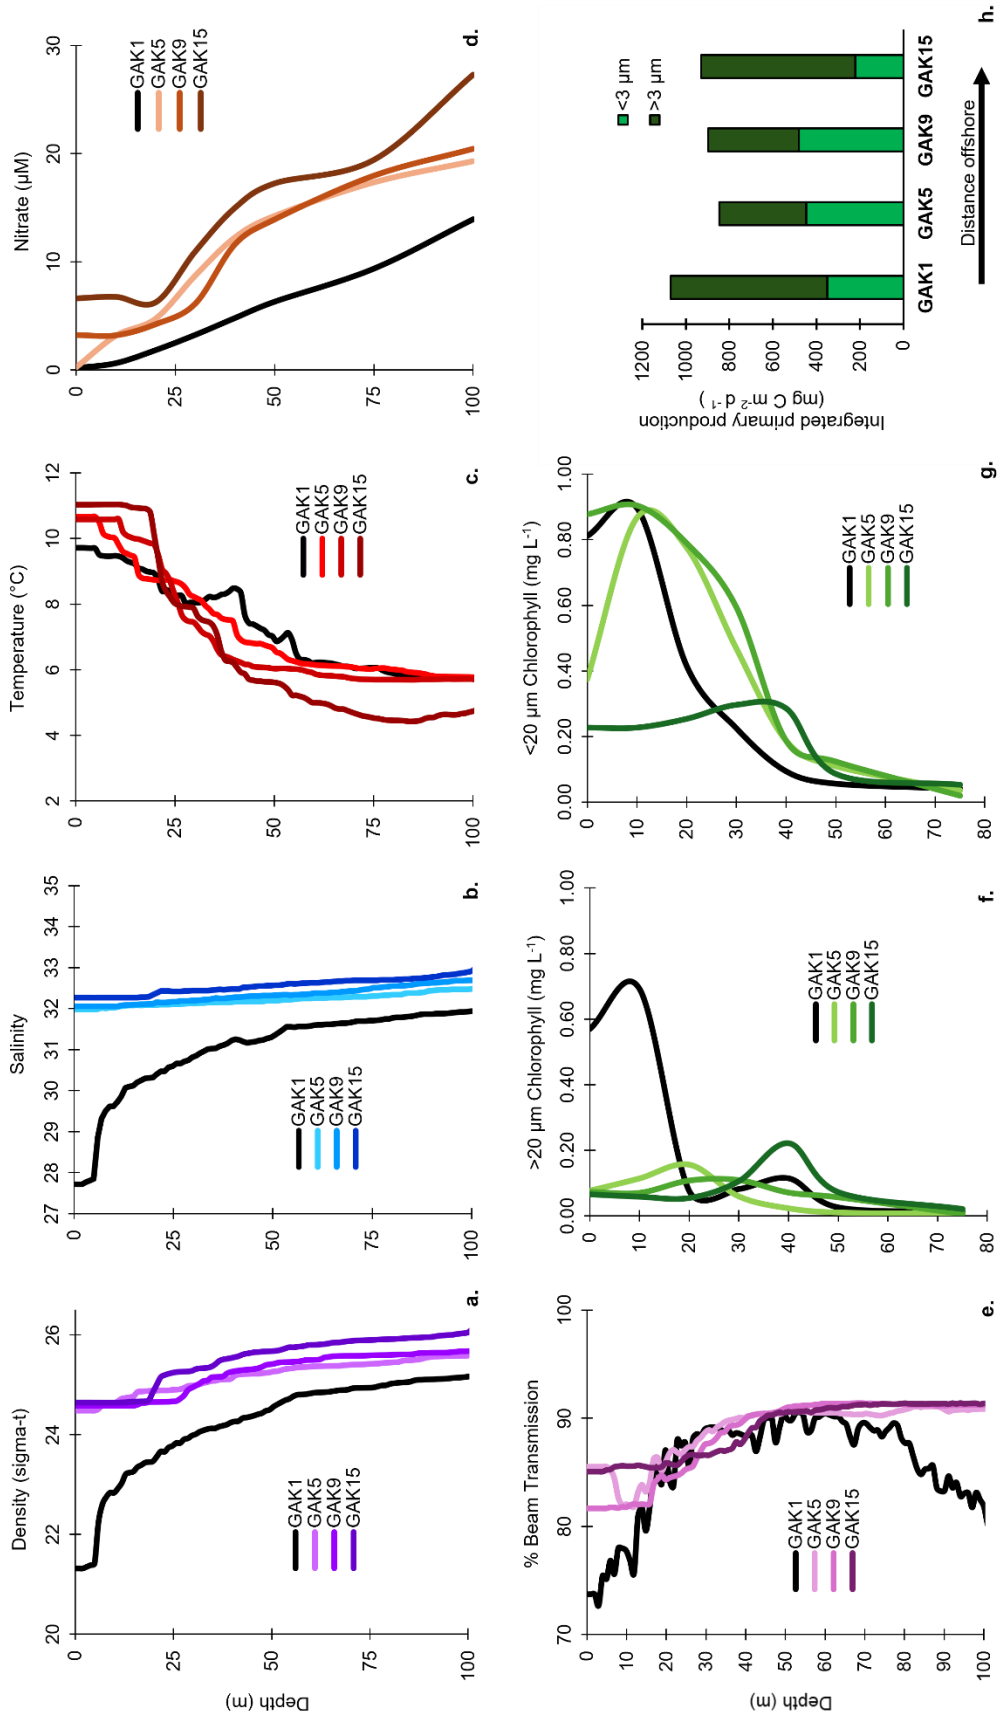 Density (sigma-t)
20
22
24
26
0
25
50
75
100
Depth (m)
GAK1
GAK5
GAK9
GAK15
a.
Salinity
27
28
29
30
31
32
33
34
35
0
25
50
75
100
GAK1
GAK5
GAK9
GAK15
b.
Temperature (°C)
2
4
6
8
10
12
0
25
50
75
100
GAK1
GAK5
GAK9
GAK15
c.
Nitrate (µM)
0
10
20
30
0
25
50
75
100
GAK1
GAK5
GAK9
GAK15
d.
% Beam Transmission
70
80
90
100
0
10
20
30
40
50
60
70
80
90
100
Depth (m)
GAK1
GAK5
GAK9
GAK15
e.
>20 µm Chlorophyll (mg L⁻¹)
0.00
0.20
0.40
0.60
0.80
1.00
0
10
20
30
40
50
60
70
80
GAK1
GAK5
GAK9
GAK15
f.
<20 µm Chlorophyll (mg L⁻¹)
0.00
0.20
0.40
0.60
0.80
1.00
0
10
20
30
40
50
60
70
80
GAK1
GAK5
GAK9
GAK15
g.
Integrated primary production
(mg C m⁻² d⁻¹ )
1200
1000
800
600
400
200
0
<3 µm
>3 µm
GAK1
GAK5
GAK9
GAK15
Distance offshore
h.